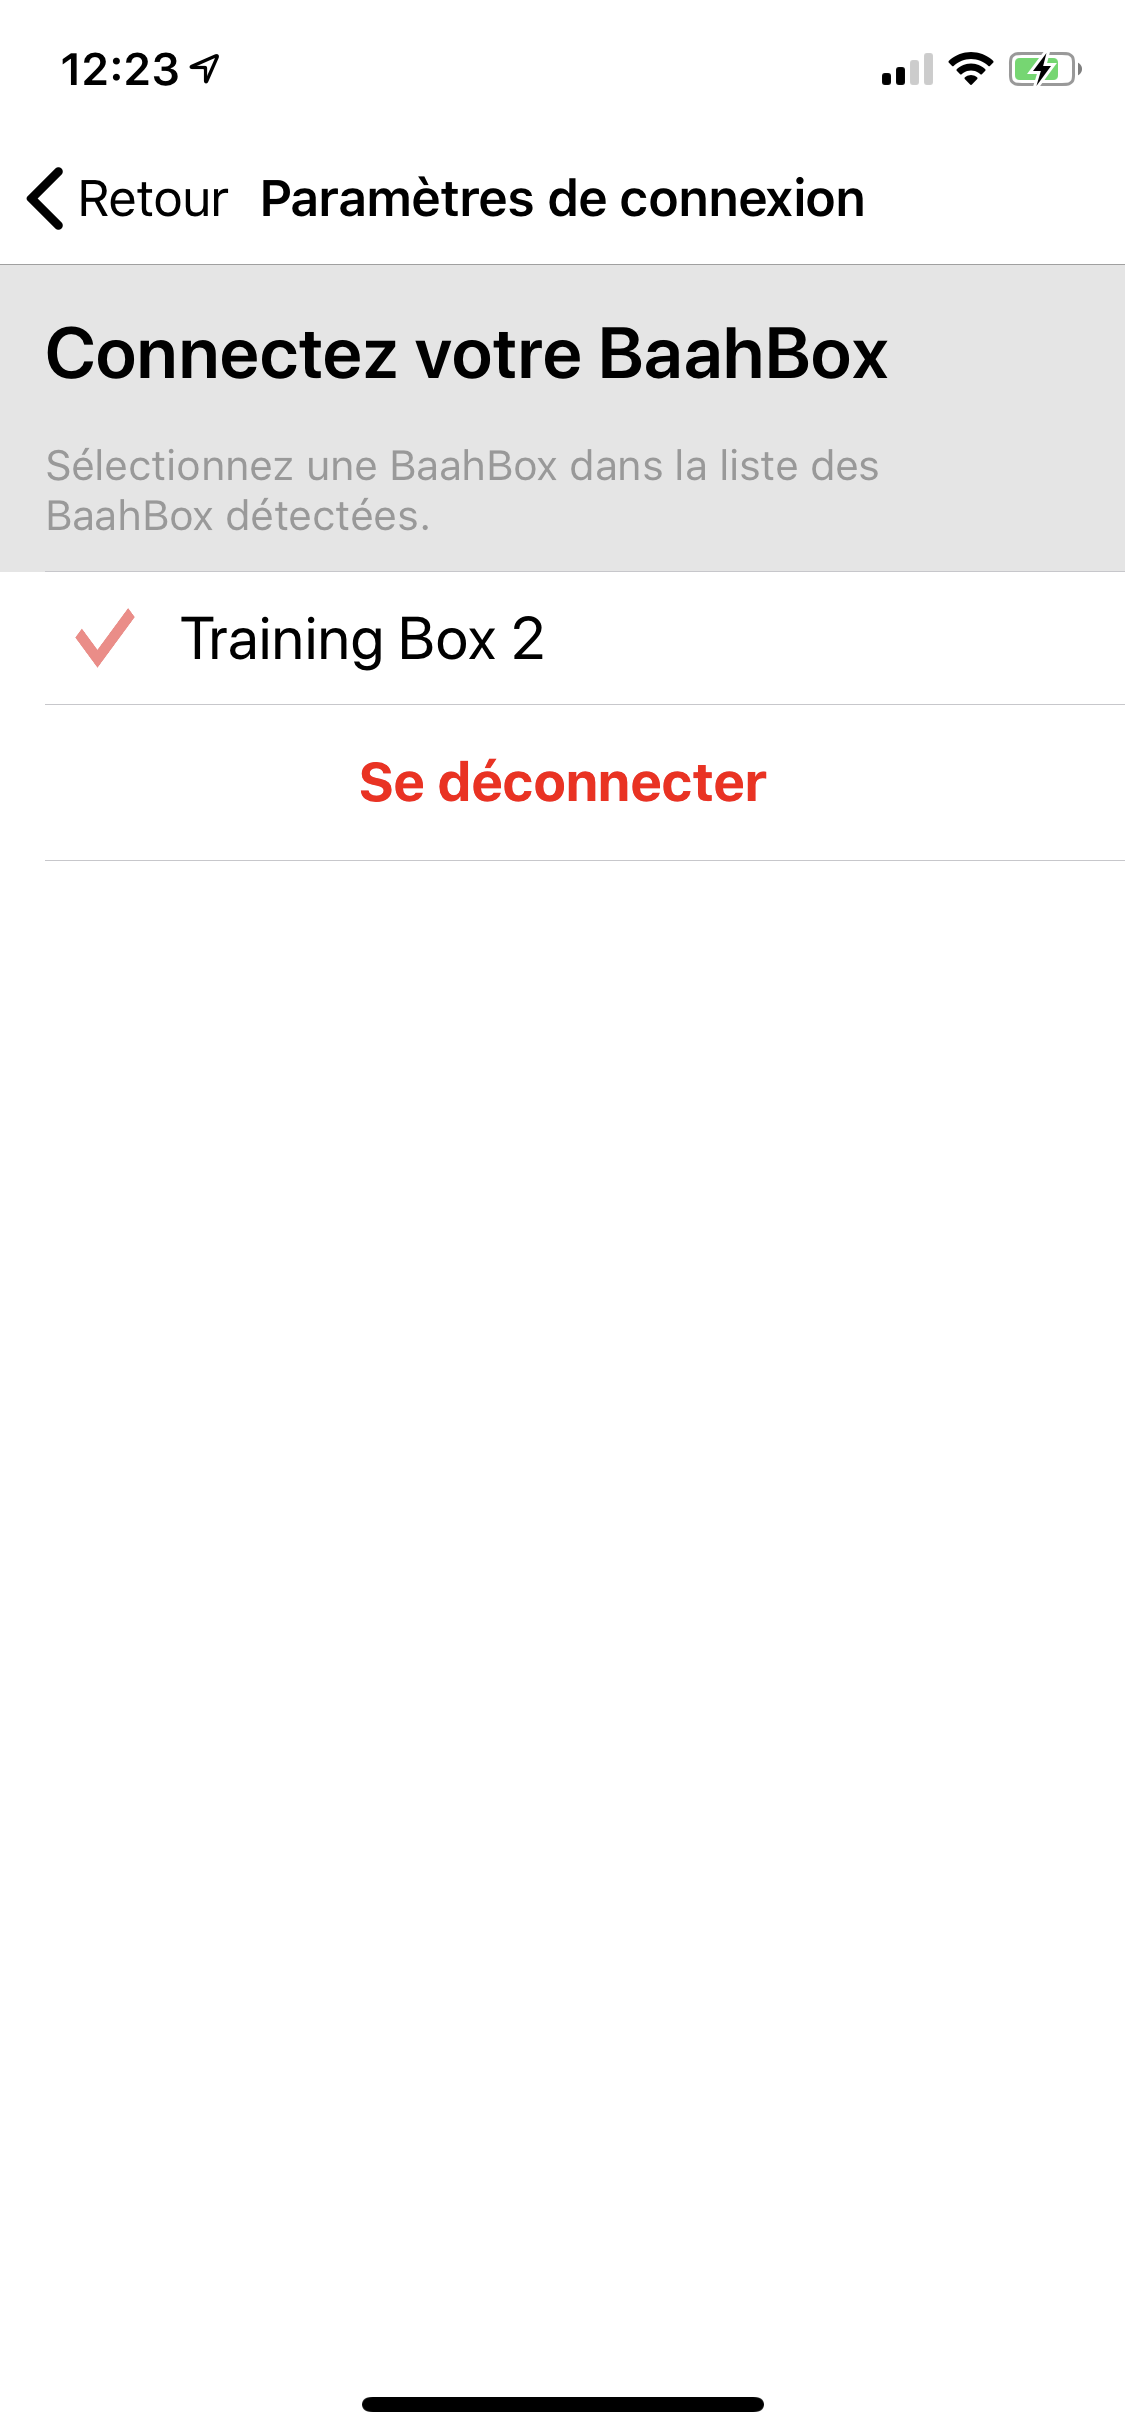 12:23
Retour Paramètres de connexion
Connectez votre BaahBox
Sélectionnez une BaahBox dans la liste des
BaahBox détectées.
Training Box 2
Se déconnecter